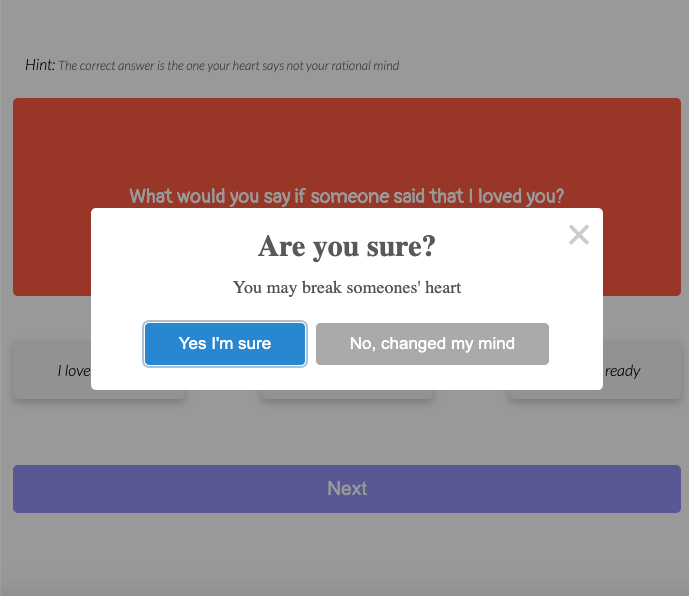 Hint: The correct answer is the one your heart says not your rational mind
What would you say if someone said that I loved you?
Are you sure?
You may break someones' heart
Yes I'm sure
No, changed my mind
I love
ready
Next